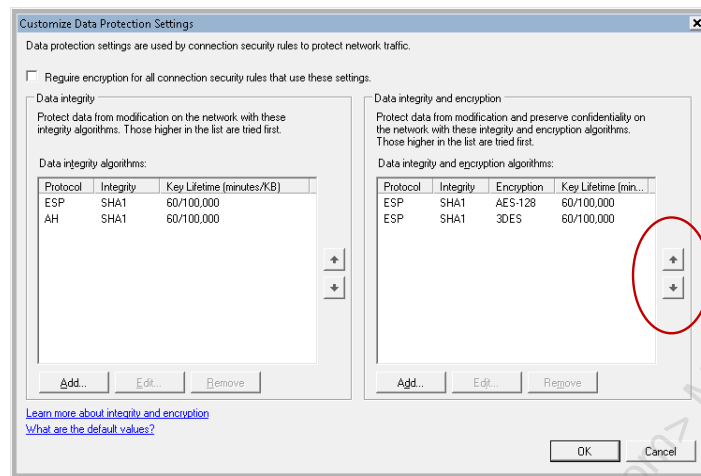 Customize Data Protection Settings
Data protection settings are used by connection security rules to protect network traffic.
Require encryption for all connection security rules that use these settings.
Data integrity
Protect data from modification on the network with these
integrity algorithms. Those higher in the list are tried first.
Data integrity algorithms:
Protocol Integrity Key Lifetime (minutes/KB)
ESP SHA1 60/100,000
AH SHA1 60/100,000
Add... Edit... Remove
Data integrity and encryption
Protect data from modification and preserve confidentiality on
the network with these integrity and encryption algorithms.
Those higher in the list are tried first.
Data integrity and encryption algorithms:
Protocol Integrity Encryption Key Lifetime (min...
ESP SHA1 AES-128 60/100,000
ESP SHA1 3DES 60/100,000
Add... Edit... Remove
Learn more about integrity and encryption
What are the default values?
OK Cancel